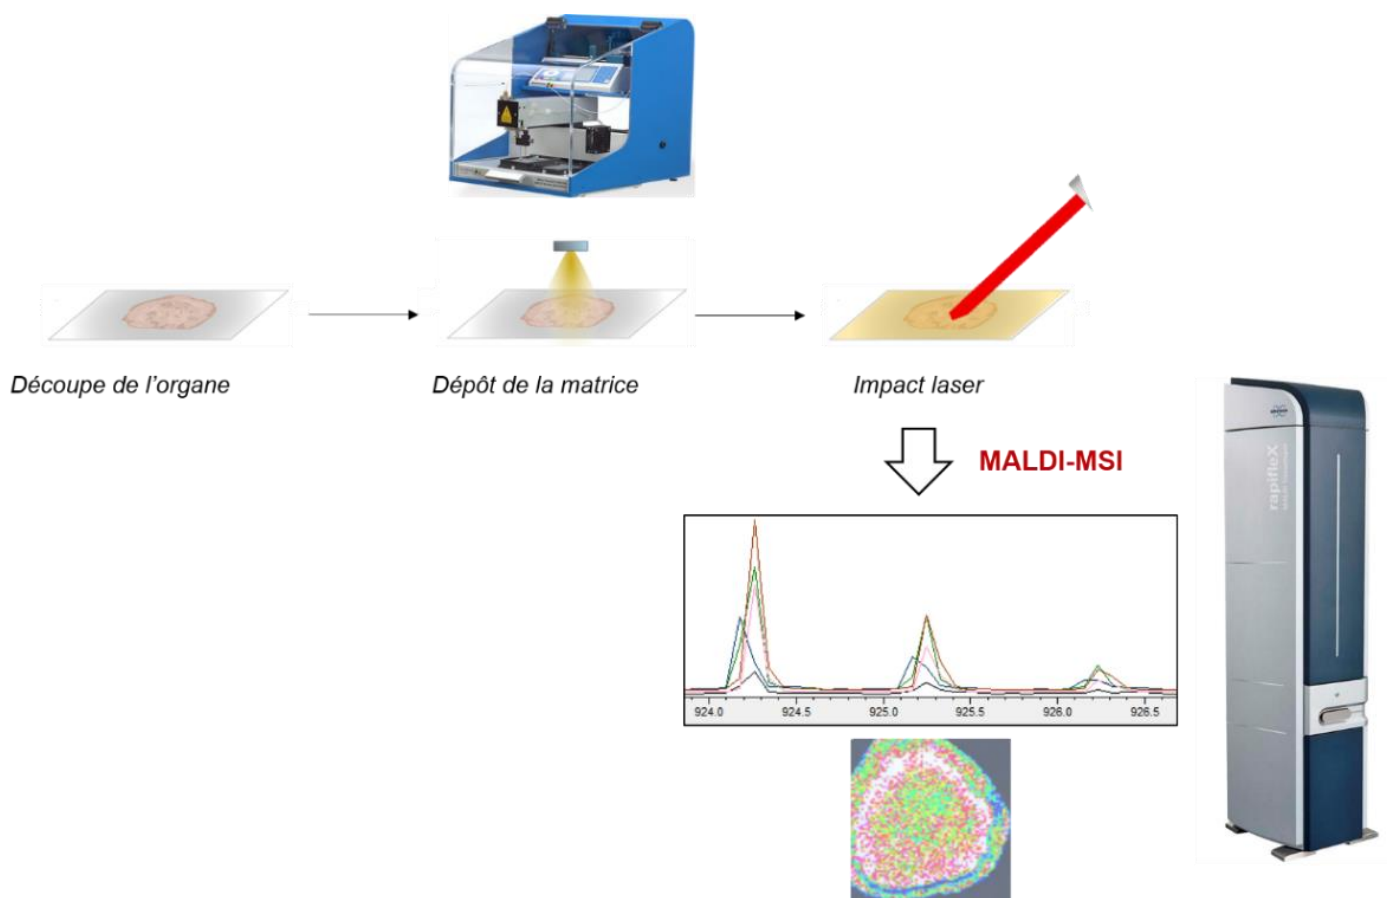 Découpe de l’organe
Dépôt de la matrice
Impact laser
MALDI-MSI
rapifleX
924.0 924.5 925.0 925.5 926.0 926.5